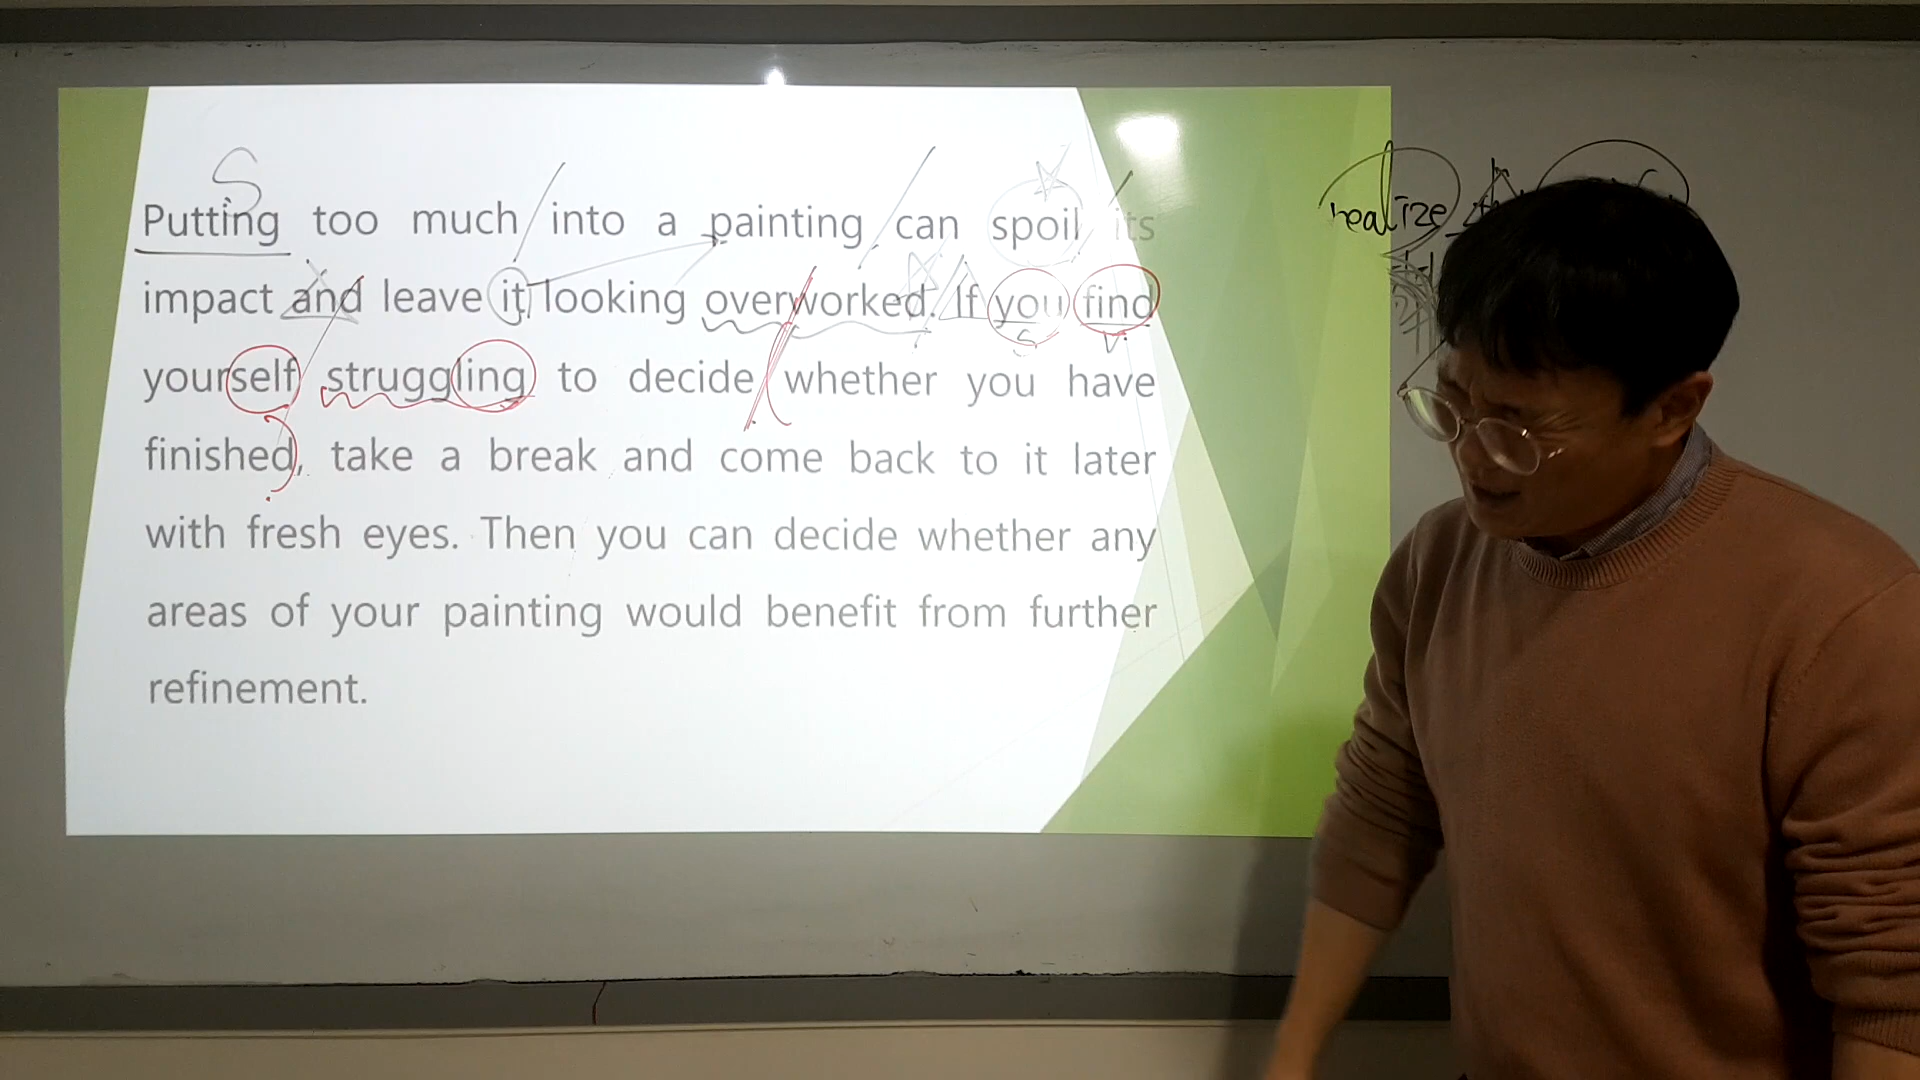 S
Putting too much into a painting can spoil its
impact and leave it looking overworked. If you find
S V
yourself struggling to decide whether you have
finished, take a break and come back to it later
with fresh eyes. Then you can decide whether any
areas of your painting would benefit from further
refinement.
realize